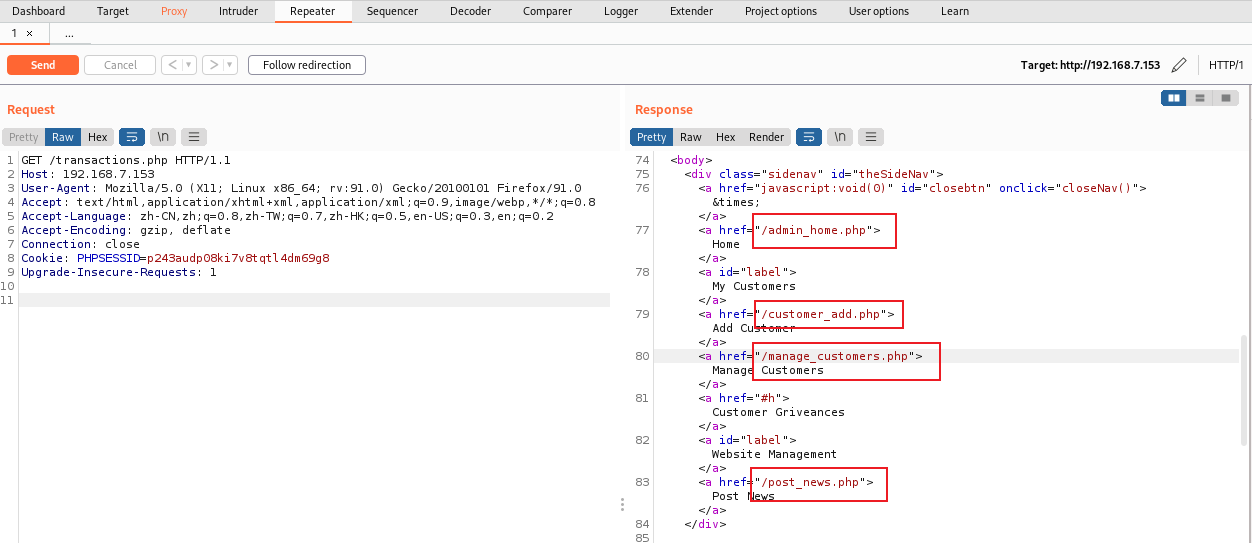 Dashboard Target Proxy Intruder Repeater Sequencer Decoder Comparer Logger Extender Project options User options Learn
1 × ...
Send Cancel < ▾ > ▾ Follow redirection Target: http://192.168.7.153 HTTP/1
Request
Pretty Raw Hex \n
1 GET /transactions.php HTTP/1.1
2 Host: 192.168.7.153
3 User-Agent: Mozilla/5.0 (X11; Linux x86_64; rv:91.0) Gecko/20100101 Firefox/91.0
4 Accept: text/html,application/xhtml+xml,application/xml;q=0.9,image/webp,*/*;q=0.8
5 Accept-Language: zh-CN,zh;q=0.8,zh-TW;q=0.7,zh-HK;q=0.5,en-US;q=0.3,en;q=0.2
6 Accept-Encoding: gzip, deflate
7 Connection: close
8 Cookie: PHPSESSID=p243audp08ki7v8tqtl4dm69g8
9 Upgrade-Insecure-Requests: 1
10
11
Response
Pretty Raw Hex Render \n
74 <body>
75 <div class="sidenav" id="theSideNav">
76 <a href="javascript:void(0)" id="closebtn" onclick="closeNav()">
&times;
</a>
77 <a href="/admin_home.php">
Home
</a>
78 <a id="label">
My Customers
</a>
79 <a href="/customer_add.php">
Add Customer
</a>
80 <a href="/manage_customers.php">
Manage Customers
</a>
81 <a href="#h">
Customer Griveances
</a>
82 <a id="label">
Website Management
</a>
83 <a href="/post_news.php">
Post News
</a>
84 </div>
85